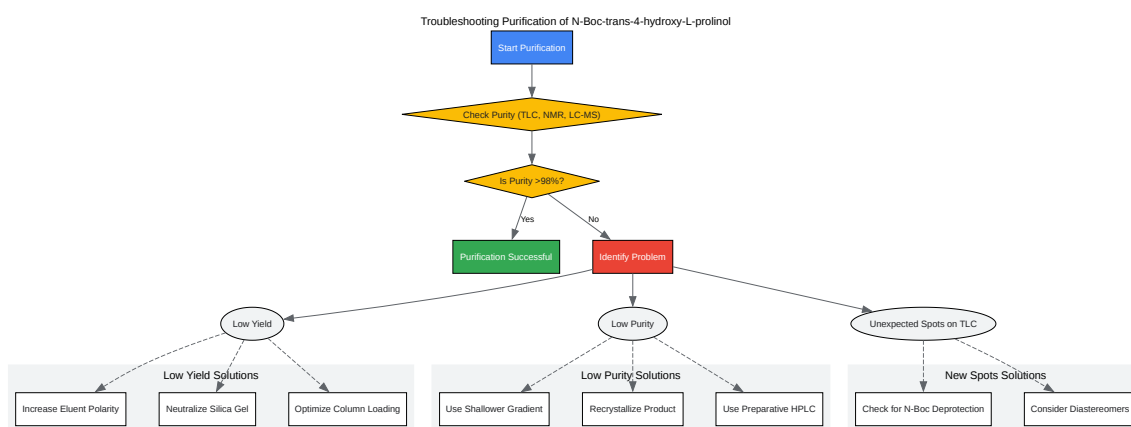 Troubleshooting Purification of N-Boc-trans-4-hydroxy-L-prolinol
Start Purification
Check Purity (TLC, NMR, LC-MS)
Is Purity >98%?
Yes
No
Purification Successful
Identify Problem
Low Yield
Low Purity
Unexpected Spots on TLC
Low Yield Solutions
Low Purity Solutions
New Spots Solutions
Increase Eluent Polarity
Neutralize Silica Gel
Optimize Column Loading
Use Shallower Gradient
Recrystallize Product
Use Preparative HPLC
Check for N-Boc Deprotection
Consider Diastereomers